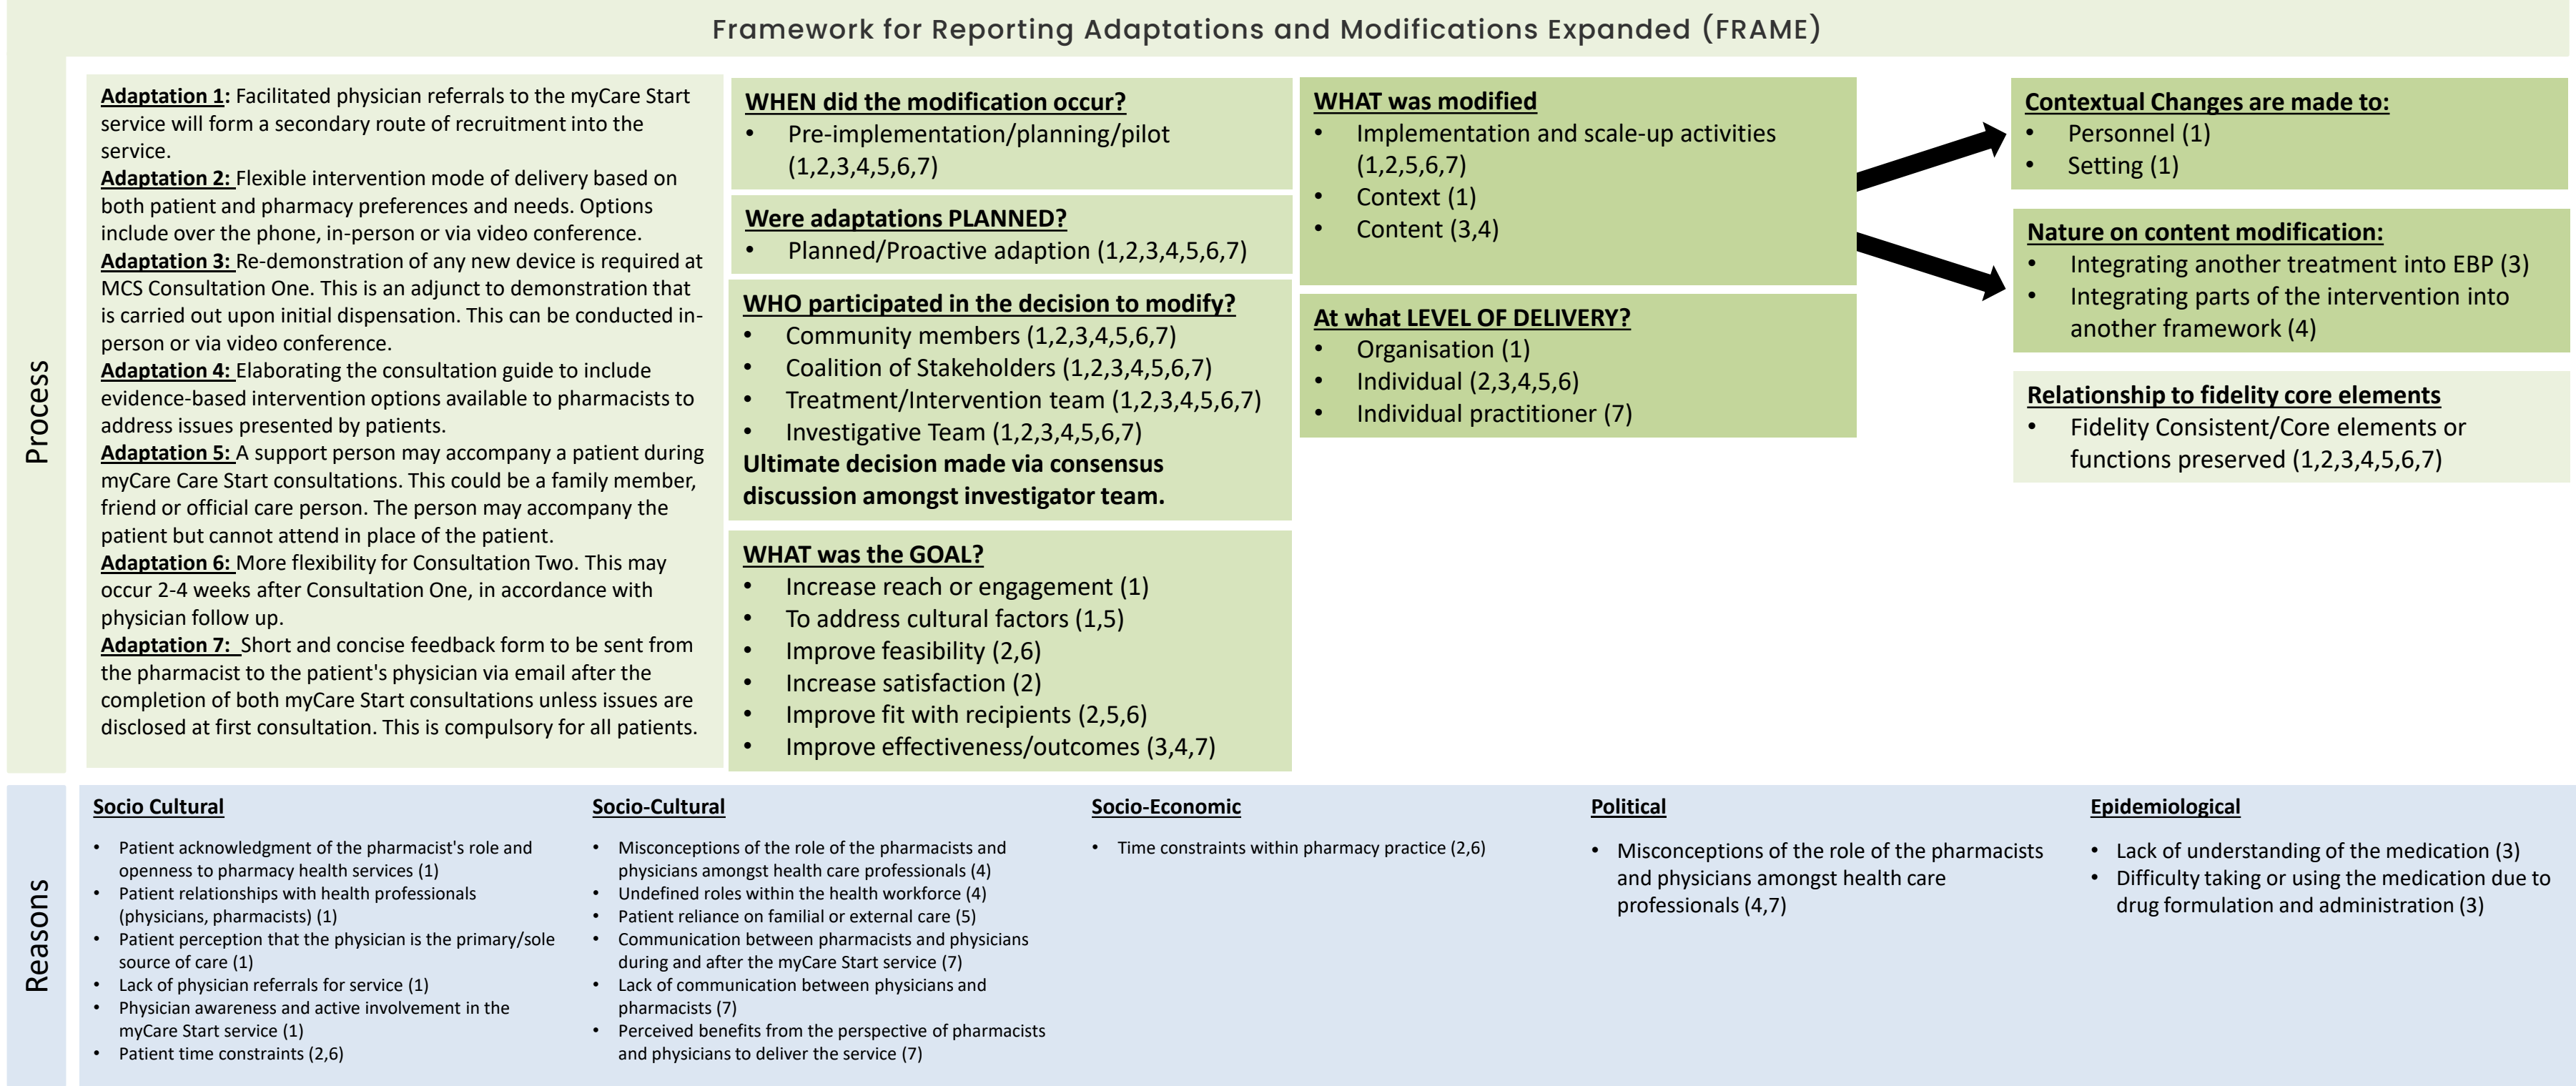 Framework for Reporting Adaptations and Modifications Expanded (FRAME)
Process
Adaptation 1: Facilitated physician referrals to the myCare Start
service will form a secondary route of recruitment into the
service.
Adaptation 2: Flexible intervention mode of delivery based on
both patient and pharmacy preferences and needs. Options
include over the phone, in-person or via video conference.
Adaptation 3: Re-demonstration of any new device is required at
MCS Consultation One. This is an adjunct to demonstration that
is carried out upon initial dispensation. This can be conducted in-
person or via video conference.
Adaptation 4: Elaborating the consultation guide to include
evidence-based intervention options available to pharmacists to
address issues presented by patients.
Adaptation 5: A support person may accompany a patient during
myCare Care Start consultations. This could be a family member,
friend or official care person. The person may accompany the
patient but cannot attend in place of the patient.
Adaptation 6: More flexibility for Consultation Two. This may
occur 2-4 weeks after Consultation One, in accordance with
physician follow up.
Adaptation 7: Short and concise feedback form to be sent from
the pharmacist to the patient's physician via email after the
completion of both myCare Start consultations unless issues are
disclosed at first consultation. This is compulsory for all patients.
WHEN did the modification occur?
• Pre-implementation/planning/pilot
(1,2,3,4,5,6,7)
Were adaptations PLANNED?
• Planned/Proactive adaption (1,2,3,4,5,6,7)
WHO participated in the decision to modify?
• Community members (1,2,3,4,5,6,7)
• Coalition of Stakeholders (1,2,3,4,5,6,7)
• Treatment/Intervention team (1,2,3,4,5,6,7)
• Investigative Team (1,2,3,4,5,6,7)
Ultimate decision made via consensus
discussion amongst investigator team.
WHAT was the GOAL?
• Increase reach or engagement (1)
• To address cultural factors (1,5)
• Improve feasibility (2,6)
• Increase satisfaction (2)
• Improve fit with recipients (2,5,6)
• Improve effectiveness/outcomes (3,4,7)
WHAT was modified
• Implementation and scale-up activities
(1,2,5,6,7)
• Context (1)
• Content (3,4)
At what LEVEL OF DELIVERY?
• Organisation (1)
• Individual (2,3,4,5,6)
• Individual practitioner (7)
Contextual Changes are made to:
• Personnel (1)
• Setting (1)
Nature on content modification:
• Integrating another treatment into EBP (3)
• Integrating parts of the intervention into
another framework (4)
Relationship to fidelity core elements
• Fidelity Consistent/Core elements or
functions preserved (1,2,3,4,5,6,7)
Reasons
Socio Cultural
• Patient acknowledgment of the pharmacist's role and
openness to pharmacy health services (1)
• Patient relationships with health professionals
(physicians, pharmacists) (1)
• Patient perception that the physician is the primary/sole
source of care (1)
• Lack of physician referrals for service (1)
• Physician awareness and active involvement in the
myCare Start service (1)
• Patient time constraints (2,6)
Socio-Cultural
• Misconceptions of the role of the pharmacists and
physicians amongst health care professionals (4)
• Undefined roles within the health workforce (4)
• Patient reliance on familial or external care (5)
• Communication between pharmacists and physicians
during and after the myCare Start service (7)
• Lack of communication between physicians and
pharmacists (7)
• Perceived benefits from the perspective of pharmacists
and physicians to deliver the service (7)
Socio-Economic
• Time constraints within pharmacy practice (2,6)
Political
• Misconceptions of the role of the pharmacists
and physicians amongst health care
professionals (4,7)
Epidemiological
• Lack of understanding of the medication (3)
• Difficulty taking or using the medication due to
drug formulation and administration (3)